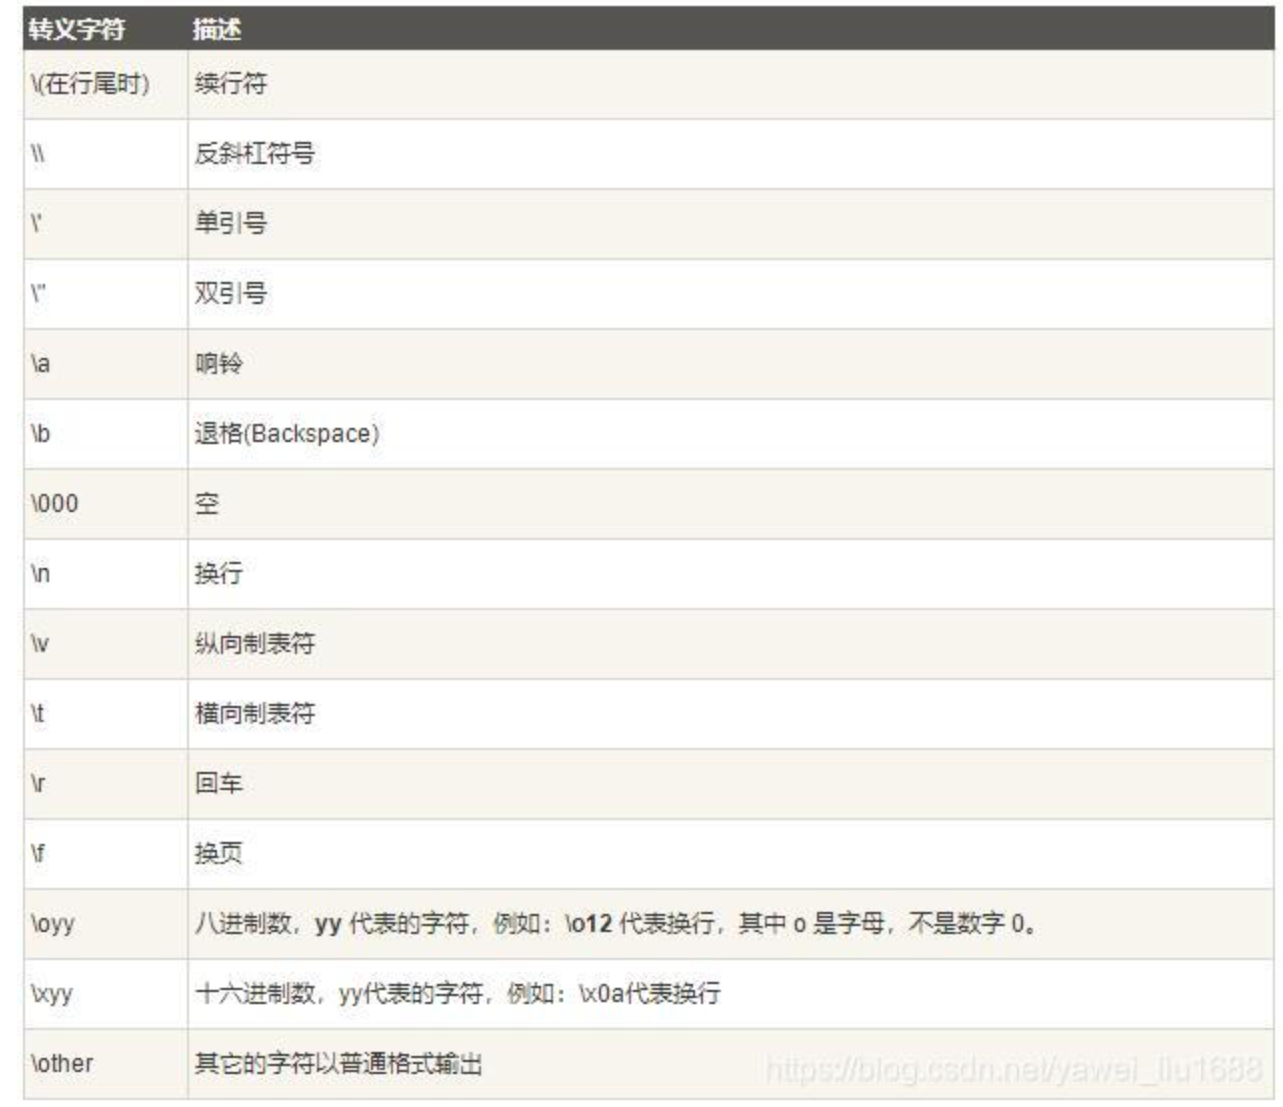 转义字符 描述
\(在行尾时) 续行符
\\ 反斜杠符号
\' 单引号
\" 双引号
\a 响铃
\b 退格(Backspace)
\000 空
\n 换行
\v 纵向制表符
\t 横向制表符
\r 回车
\f 换页
\oyy 八进制数，yy 代表的字符，例如：\o12 代表换行，其中 o 是字母，不是数字 0。
\xyy 十六进制数，yy代表的字符，例如：\x0a代表换行
\other 其它的字符以普通格式输出
https://blog.csdn.net/yawei_liu1688